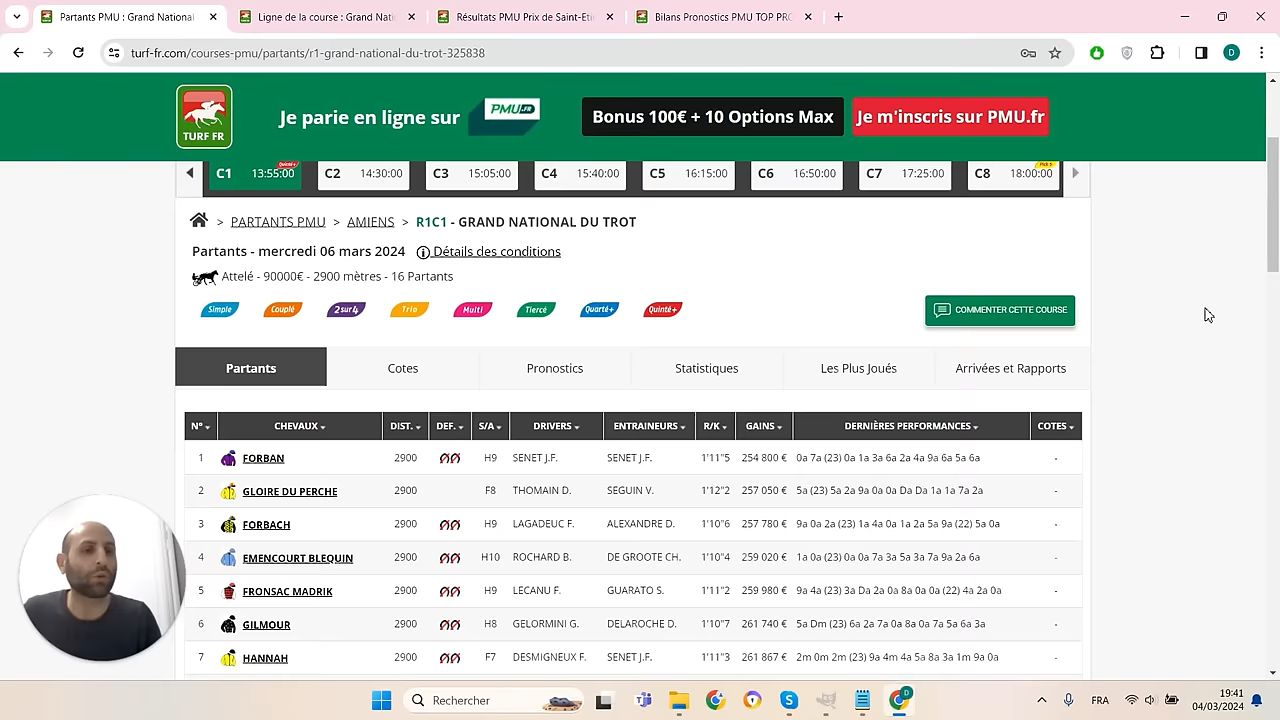 Partants PMU : Grand National
Ligne de la course : Grand Nati
Résultats PMU Prix de Saint-Eti
Bilans Pronostics PMU TOP PRO
turf-fr.com/courses-pmu/partants/r1-grand-national-du-trot-325838
D
TURF FR
Je parie en ligne sur
PMU.FR
Bonus 100€ + 10 Options Max
Je m'inscris sur PMU.fr
C1 13:55:00 Quinté+
C2 14:30:00
C3 15:05:00
C4 15:40:00
C5 16:15:00
C6 16:50:00
C7 17:25:00
C8 18:00:00
> PARTANTS PMU > AMIENS > R1C1 - GRAND NATIONAL DU TROT
Partants - mercredi 06 mars 2024 Détails des conditions
Attelé - 90000€ - 2900 mètres - 16 Partants
Simple Couplé 2sur4 Trio Multi Tiercé Quarté+ Quinté+
COMMENTER CETTE COURSE
Partants Cotes Pronostics Statistiques Les Plus Joués Arrivées et Rapports
N° CHEVAUX DIST. DEF. S/A DRIVERS ENTRAINEURS R/K GAINS DERNIÈRES PERFORMANCES COTES
1 FORBAN 2900 H9 SENET J.F. SENET J.F. 1'11"5 254 800 € 0a 7a (23) 0a 1a 3a 6a 2a 4a 9a 6a 5a 6a -
2 GLOIRE DU PERCHE 2900 F8 THOMAIN D. SEGUIN V. 1'12"2 257 050 € 5a (23) 5a 2a 9a 0a 0a Da Da 1a 1a 7a 2a -
3 FORBACH 2900 H9 LAGADEUC F. ALEXANDRE D. 1'10"6 257 780 € 9a 0a 2a (23) 1a 4a 0a 1a 2a 5a 9a (22) 5a 0a -
4 EMENCOURT BLEQUIN 2900 H10 ROCHARD B. DE GROOTE CH. 1'10"4 259 020 € 1a 0a (23) 0a 0a 7a 3a 5a 3a 7a 9a 2a 6a -
5 FRONSAC MADRIK 2900 H9 LECANU F. GUARATO S. 1'11"2 259 980 € 9a 4a (23) 3a Da 2a 0a 8a 0a 0a (22) 4a 2a 0a -
6 GILMOUR 2900 H8 GELORMINI G. DELAROCHE D. 1'10"7 261 740 € 5a Dm (23) 6a 2a 7a 0a 8a 0a 7a 5a 6a 3a -
7 HANNAH 2900 F7 DESMIGNEUX F. SENET J.F. 1'11"3 261 867 € 2m 0m 2m (23) 9a 4m 4a 5a 3a 3a 1m 9a 0a -
Rechercher
FRA
19:41
04/03/2024